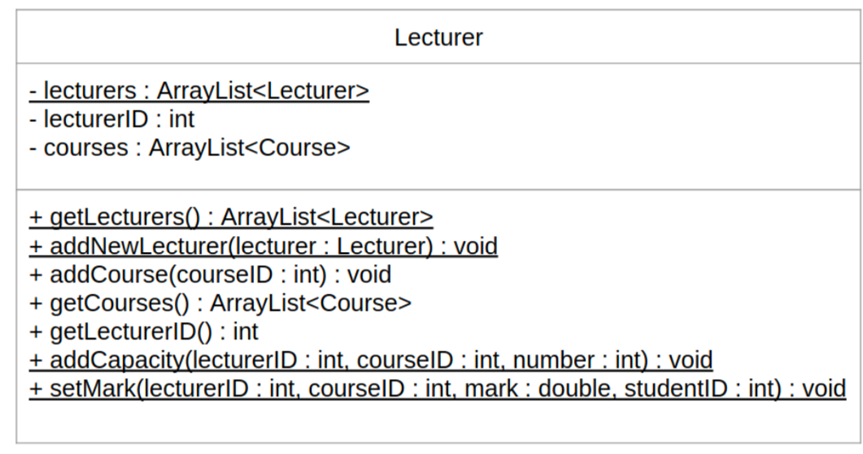 Lecturer
- lecturers : ArrayList<Lecturer>
- lecturerID : int
- courses : ArrayList<Course>
+ getLecturers() : ArrayList<Lecturer>
+ addNewLecturer(lecturer : Lecturer) : void
+ addCourse(courseID : int) : void
+ getCourses() : ArrayList<Course>
+ getLecturerID() : int
+ addCapacity(lecturerID : int, courseID : int, number : int) : void
+ setMark(lecturerID : int, courseID : int, mark : double, studentID : int) : void